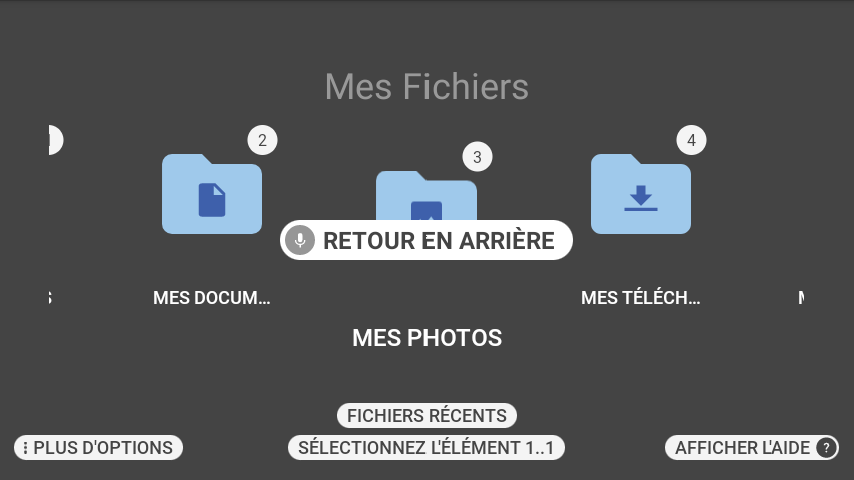 Mes Fichiers
2
3
4
RETOUR EN ARRIÈRE
MES DOCUM...
MES TÉLÉCH...
MES PHOTOS
FICHIERS RÉCENTS
PLUS D'OPTIONS
SÉLECTIONNEZ L'ÉLÉMENT 1..1
AFFICHER L'AIDE ?